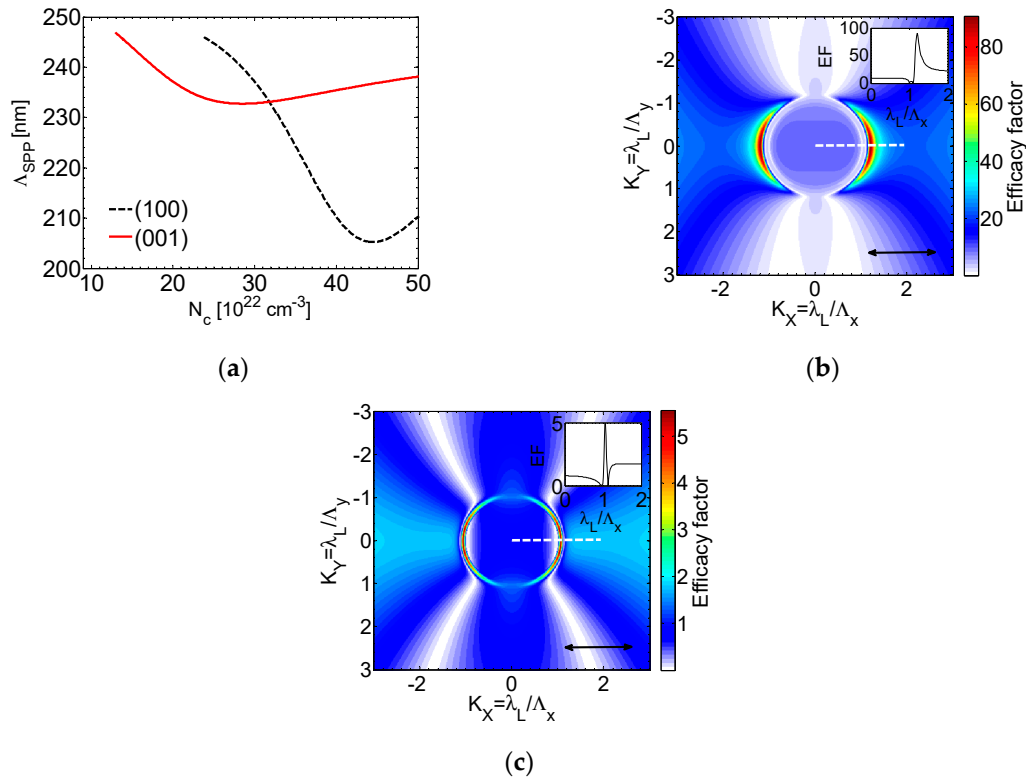 250
240
230
220
210
200
Λ_SPP [nm]
(100)
(001)
10 20 30 40 50
N_c [10^22 cm^-3]
(a)
-3
-2
-1
0
1
2
3
K_Y=λ_L/Λ_y
-2 0 2
K_X=λ_L/Λ_x
100
50
0
EF
0 1 2
λ_L/Λ_x
80
60
40
20
Efficacy factor
(b)
-3
-2
-1
0
1
2
3
K_Y=λ_L/Λ_y
-2 0 2
K_X=λ_L/Λ_x
5
0
EF
0 1 2
λ_L/Λ_x
5
4
3
2
1
Efficacy factor
(c)